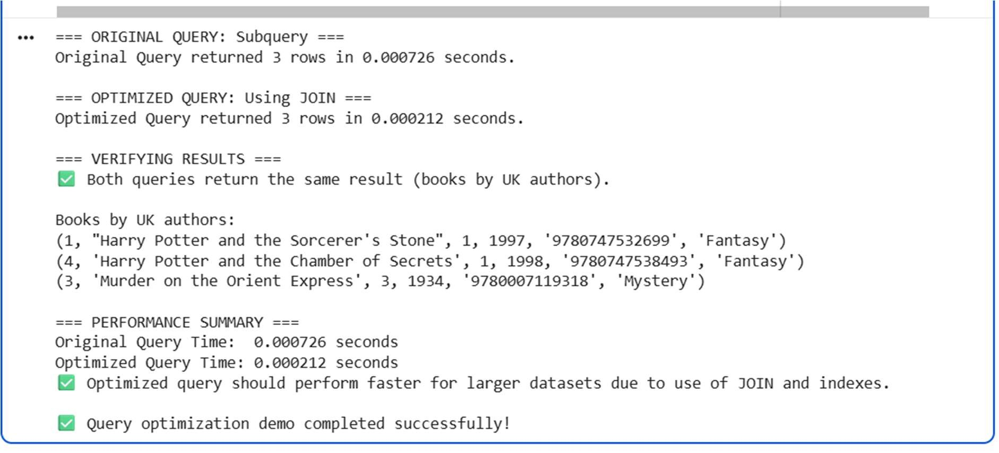 === ORIGINAL QUERY: Subquery ===
Original Query returned 3 rows in 0.000726 seconds.
=== OPTIMIZED QUERY: Using JOIN ===
Optimized Query returned 3 rows in 0.000212 seconds.
=== VERIFYING RESULTS ===
✅ Both queries return the same result (books by UK authors).
Books by UK authors:
(1, "Harry Potter and the Sorcerer's Stone", 1, 1997, '9780747532699', 'Fantasy')
(4, 'Harry Potter and the Chamber of Secrets', 1, 1998, '9780747538493', 'Fantasy')
(3, 'Murder on the Orient Express', 3, 1934, '9780007119318', 'Mystery')
=== PERFORMANCE SUMMARY ===
Original Query Time:  0.000726 seconds
Optimized Query Time: 0.000212 seconds
✅ Optimized query should perform faster for larger datasets due to use of JOIN and indexes.
✅ Query optimization demo completed successfully!